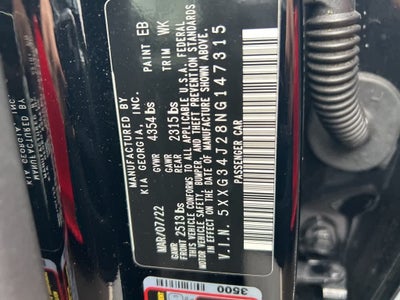 MANUFACTURED BY
KIA GEORGIA, INC.
PAINT EB
TRIM WK
MAR/07/22
GVWR 4354 lbs
GAWR FRONT 2513 lbs
GAWR REAR 2315 lbs
THIS VEHICLE CONFORMS TO ALL APPLICABLE U.S.A. FEDERAL
MOTOR VEHICLE SAFETY, BUMPER, AND THEFT PREVENTION STANDARDS
IN EFFECT ON THE DATE OF MANUFACTURE SHOWN ABOVE.
V.I.N. 5XXG34J28NG147315
PASSENGER CAR
3500